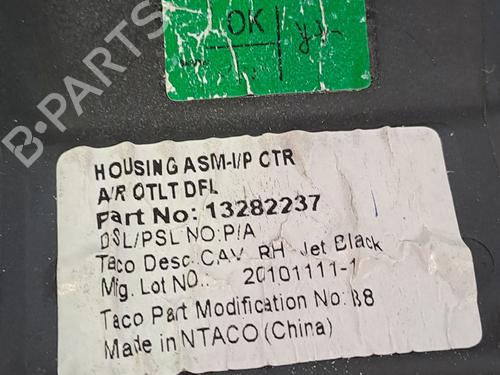 OK
HOUSING ASM-I/P CTR
A/R OTLT DFL
Part No: 13282237
DSL/PSL NO:P/A
Taco Desc: CAV RH Jet Black
Mfg. Lot NO.: 20101111-1
Taco Part Modification No: B8
Made in NTACO (China)
B-PARTS